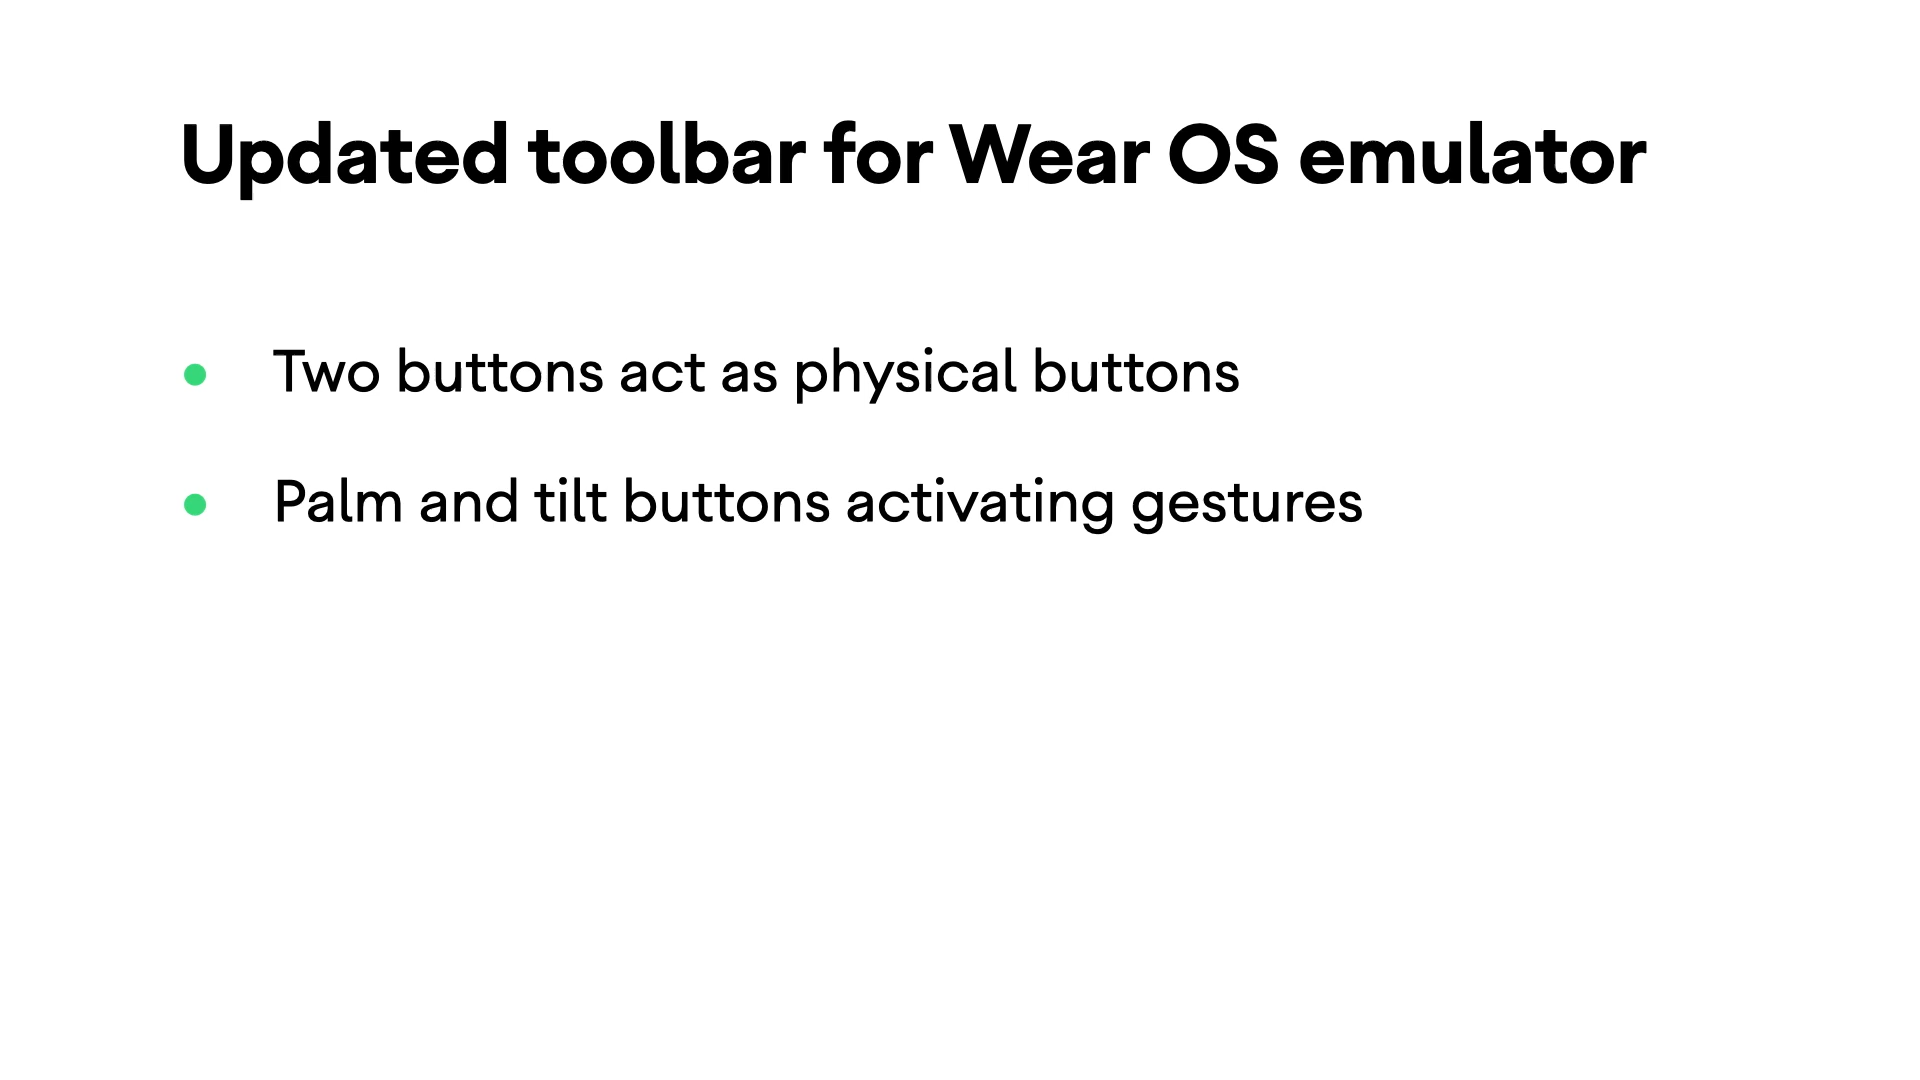 Updated toolbar for Wear OS emulator
Two buttons act as physical buttons
Palm and tilt buttons activating gestures